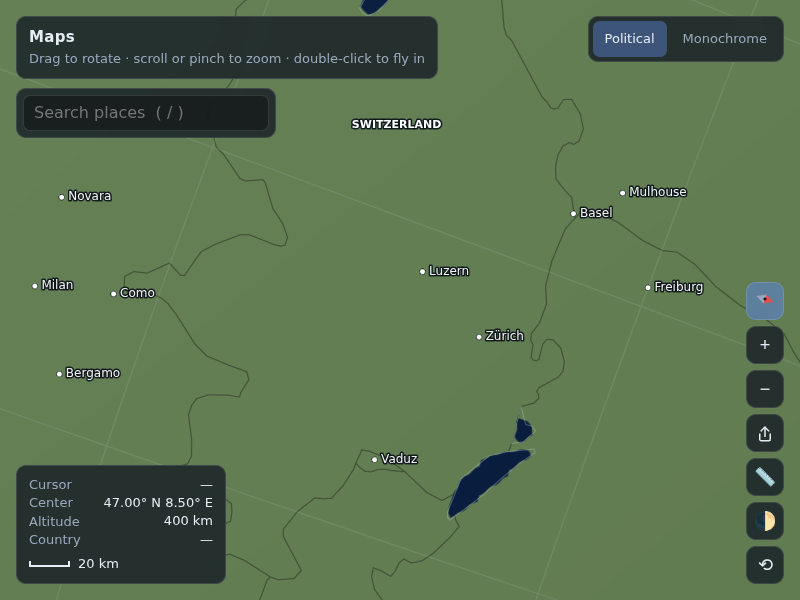 Maps
Drag to rotate · scroll or pinch to zoom · double-click to fly in
Political
Monochrome
Search places ( / )
SWITZERLAND
Novara
Mulhouse
Basel
Luzern
Milan
Como
Freiburg
Zürich
Bergamo
Vaduz
+
−
Cursor —
Center 47.00° N 8.50° E
Altitude 400 km
Country —
20 km